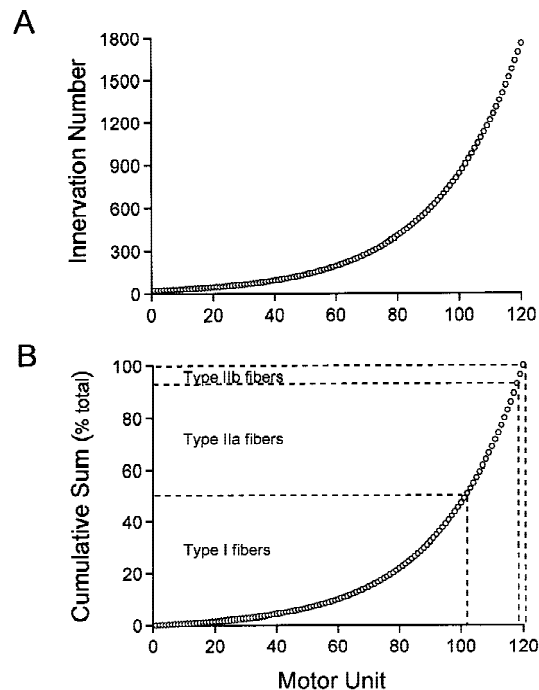 A
1800
1500
1200
900
600
300
0
Innervation Number
0 20 40 60 80 100 120
B
100
80
60
40
20
0
Cumulative Sum (% total)
Type IIb fibers
Type IIa fibers
Type I fibers
0 20 40 60 80 100 120
Motor Unit